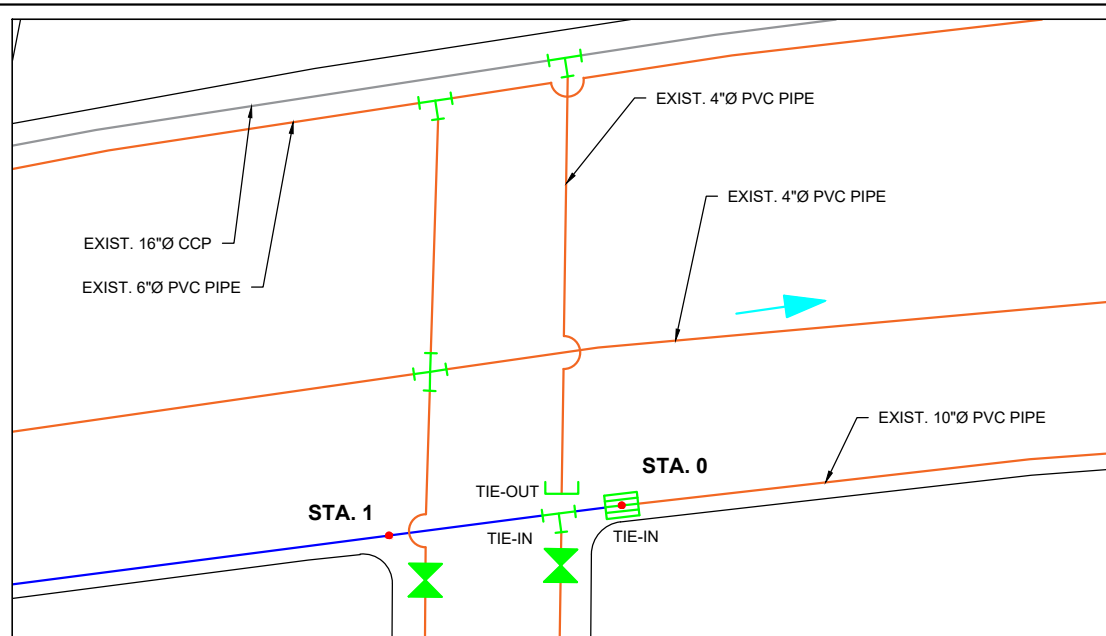 EXIST. 4"Ø PVC PIPE
EXIST. 4"Ø PVC PIPE
EXIST. 16"Ø CCP
EXIST. 6"Ø PVC PIPE
EXIST. 10"Ø PVC PIPE
STA. 0
TIE-OUT
STA. 1
TIE-IN
TIE-IN